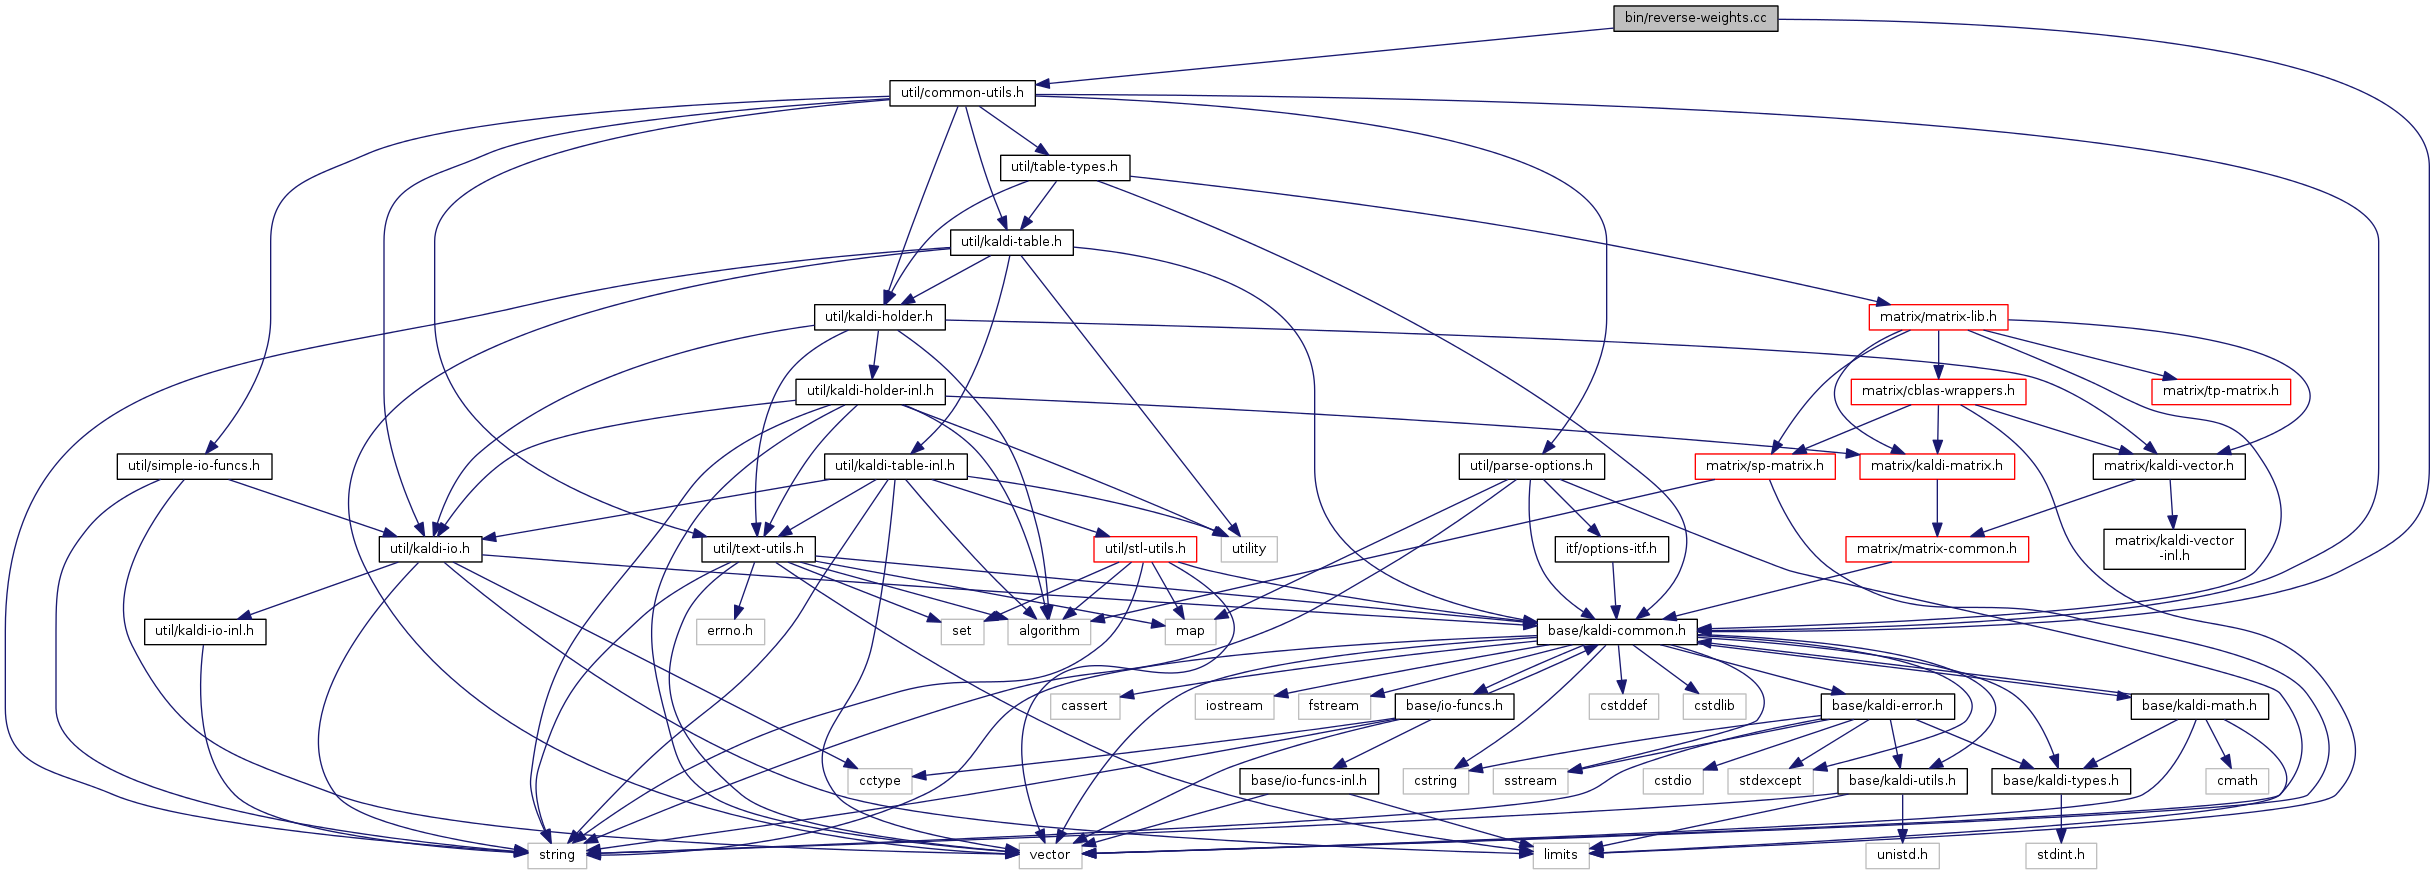 bin/reverse-weights.cc
util/common-utils.h
util/table-types.h
util/kaldi-table.h
util/kaldi-holder.h
matrix/matrix-lib.h
util/kaldi-holder-inl.h
matrix/cblas-wrappers.h
matrix/tp-matrix.h
util/simple-io-funcs.h
util/kaldi-table-inl.h
util/parse-options.h
matrix/sp-matrix.h
matrix/kaldi-matrix.h
matrix/kaldi-vector.h
util/kaldi-io.h
util/text-utils.h
util/stl-utils.h
utility
itf/options-itf.h
matrix/matrix-common.h
matrix/kaldi-vector
-inl.h
util/kaldi-io-inl.h
errno.h
set
algorithm
map
base/kaldi-common.h
cassert
iostream
fstream
base/io-funcs.h
cstddef
cstdlib
base/kaldi-error.h
base/kaldi-math.h
cctype
base/io-funcs-inl.h
cstring
sstream
cstdio
stdexcept
base/kaldi-utils.h
base/kaldi-types.h
cmath
string
vector
limits
unistd.h
stdint.h